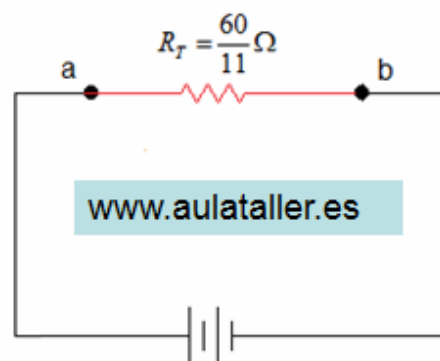 R_T = 60/11 Ω
a b
www.aulataller.es